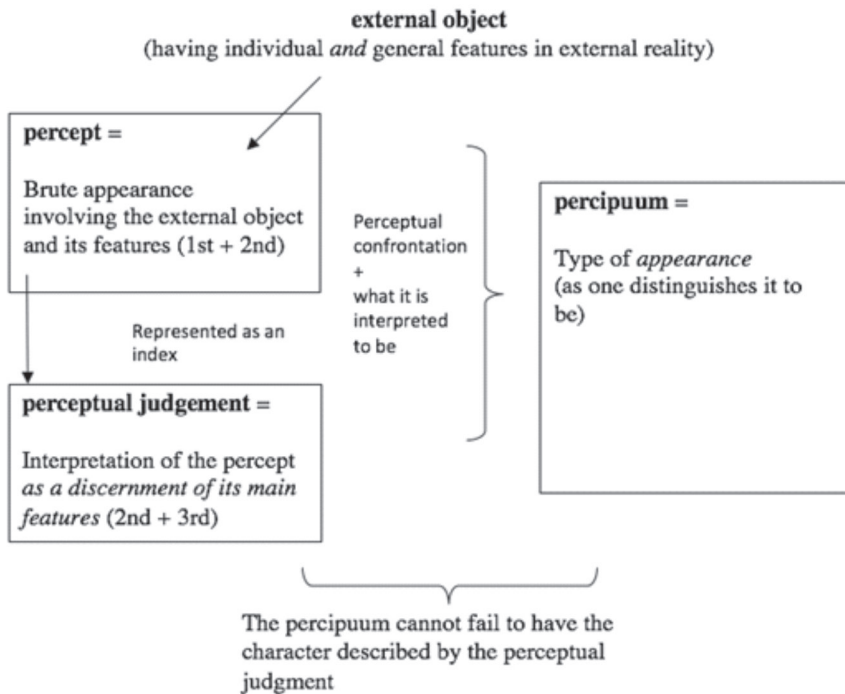 external object
(having individual and general features in external reality)
percept =
Brute appearance
involving the external object
and its features (1st + 2nd)
Represented as an
index
perceptual judgement =
Interpretation of the percept
as a discernment of its main
features (2nd + 3rd)
Perceptual
confrontation
+
what it is
interpreted
to be
percipuum =
Type of appearance
(as one distinguishes it to
be)
The percipuum cannot fail to have the
character described by the perceptual
judgment